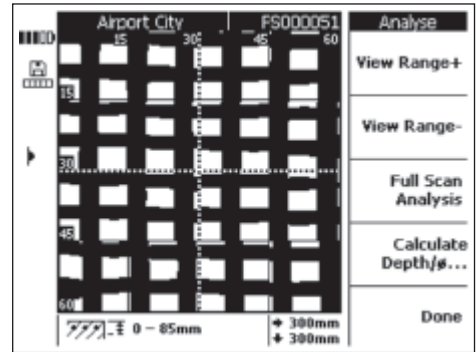 Airport City
FS000051
Analyse
15 30 45 60
View Range+
15
View Range-
30
Full Scan
Analysis
45
Calculate
Depth/ø...
60
Done
0 - 85mm
300mm
300mm